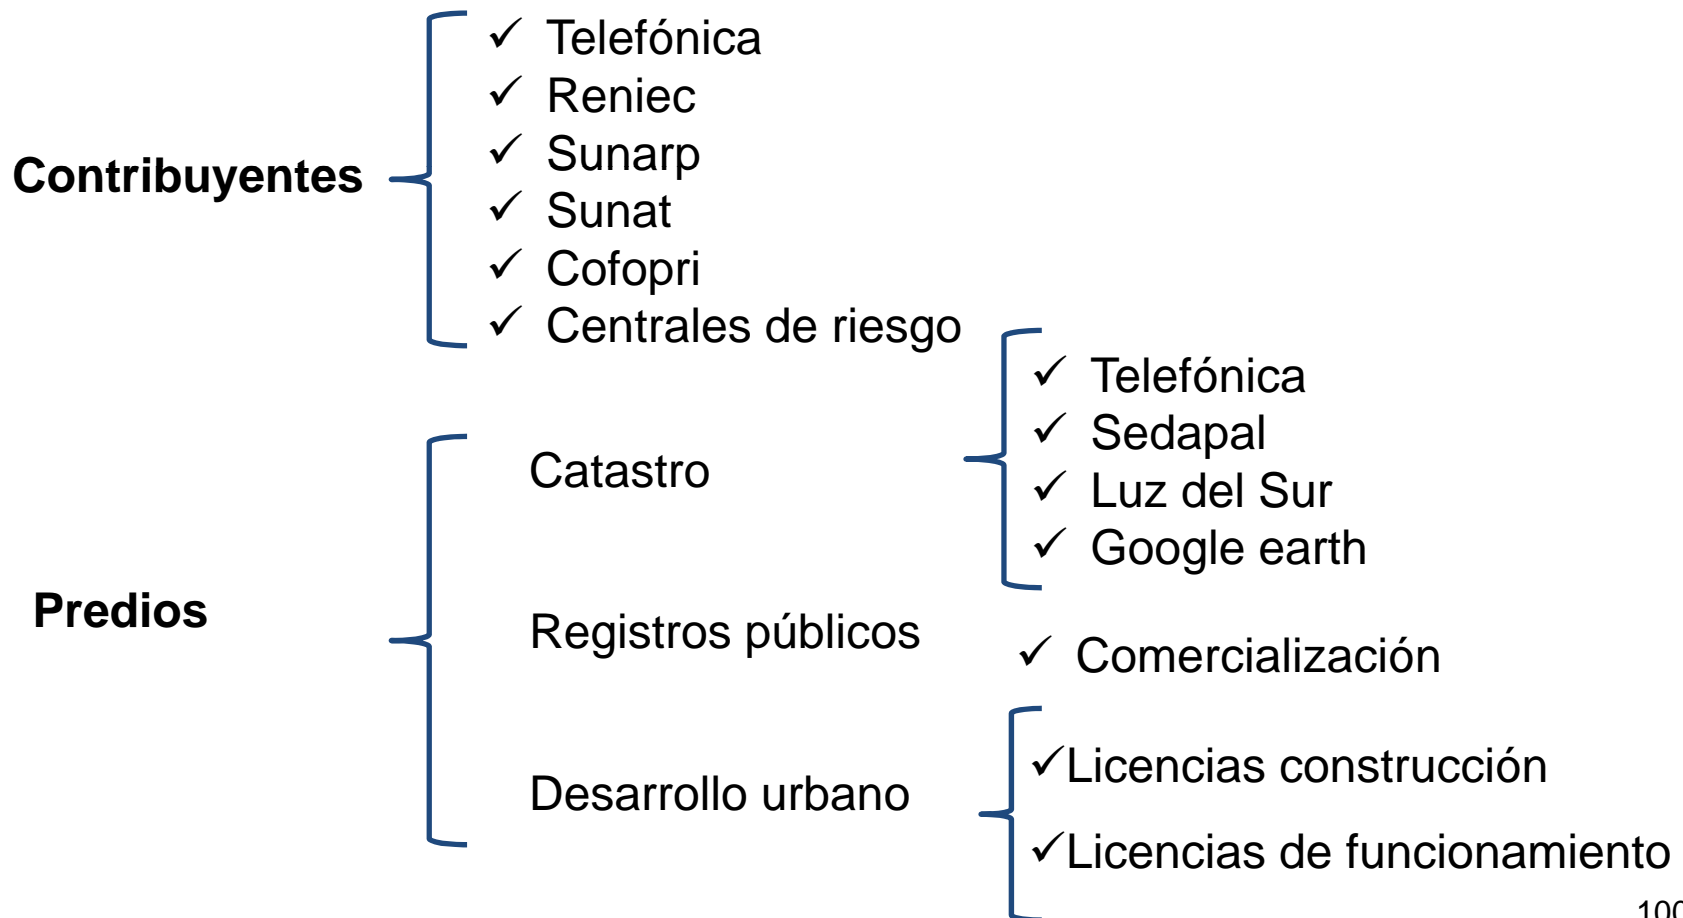 Contribuyentes
✓ Telefónica
✓ Reniec
✓ Sunarp
✓ Sunat
✓ Cofopri
✓ Centrales de riesgo
Predios
Catastro
✓ Telefónica
✓ Sedapal
✓ Luz del Sur
✓ Google earth
Registros públicos
✓ Comercialización
Desarrollo urbano
✓Licencias construcción
✓Licencias de funcionamiento
100